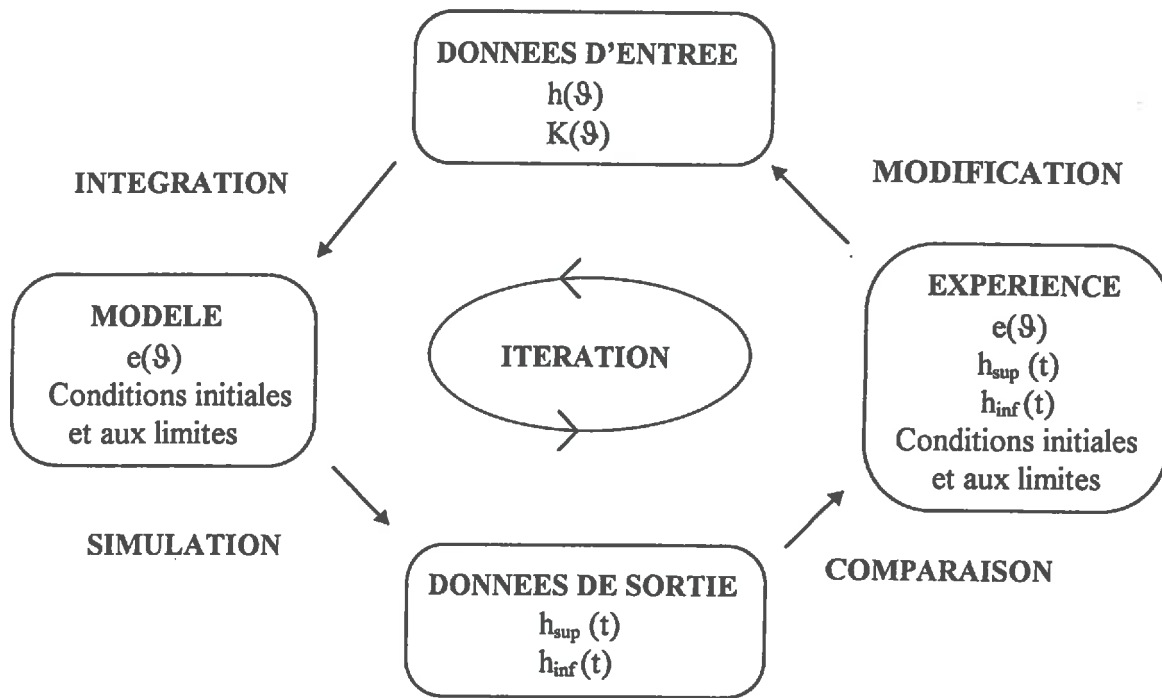 DONNEES D'ENTREE
h(ϑ)
K(ϑ)
INTEGRATION
MODIFICATION
MODELE
e(ϑ)
Conditions initiales
et aux limites
ITERATION
EXPERIENCE
e(ϑ)
h_sup (t)
h_inf (t)
Conditions initiales
et aux limites
SIMULATION
COMPARAISON
DONNEES DE SORTIE
h_sup (t)
h_inf (t)